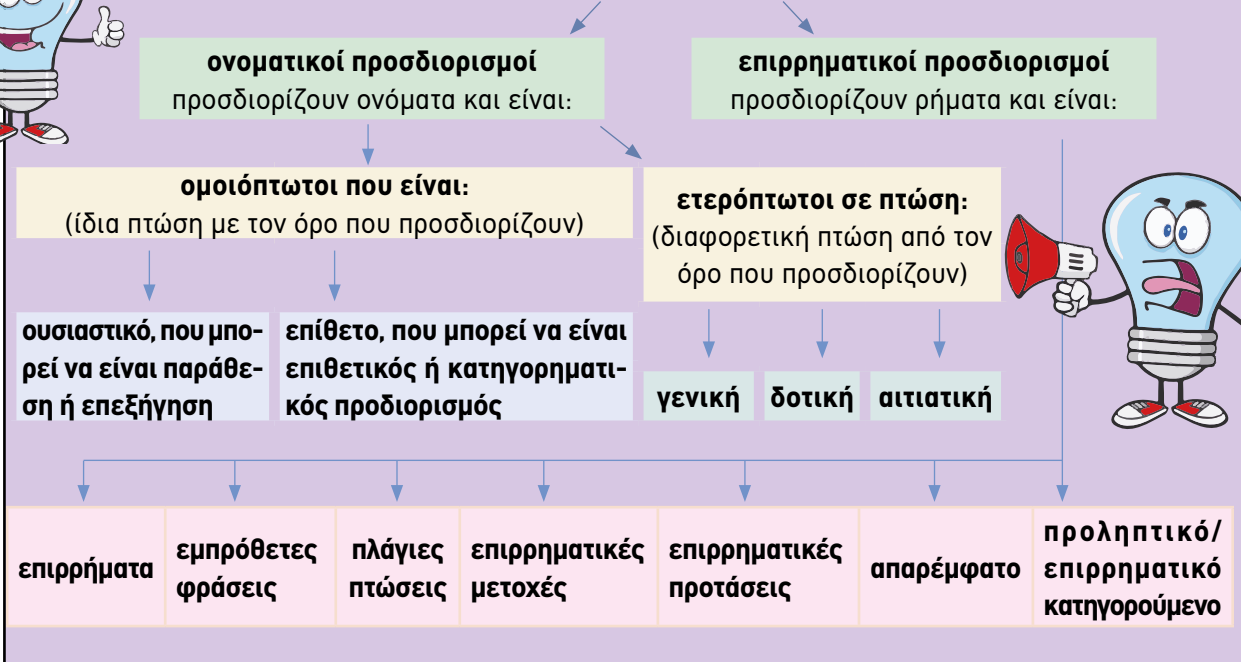 ονοματικοί προσδιορισμοί
προσδιορίζουν ονόματα και είναι:
επιρρηματικοί προσδιορισμοί
προσδιορίζουν ρήματα και είναι:
ομοιόπτωτοι που είναι:
(ίδια πτώση με τον όρο που προσδιορίζουν)
ετερόπτωτοι σε πτώση:
(διαφορετική πτώση από τον
όρο που προσδιορίζουν)
ουσιαστικό, που μπο-
ρεί να είναι παράθε-
ση ή επεξήγηση
επίθετο, που μπορεί να είναι
επιθετικός ή κατηγορηματι-
κός προδιορισμός
γενική
δοτική
αιτιατική
επιρρήματα
εμπρόθετες
φράσεις
πλάγιες
πτώσεις
επιρρηματικές
μετοχές
επιρρηματικές
προτάσεις
απαρέμφατο
προληπτικό/
επιρρηματικό
κατηγορούμενο